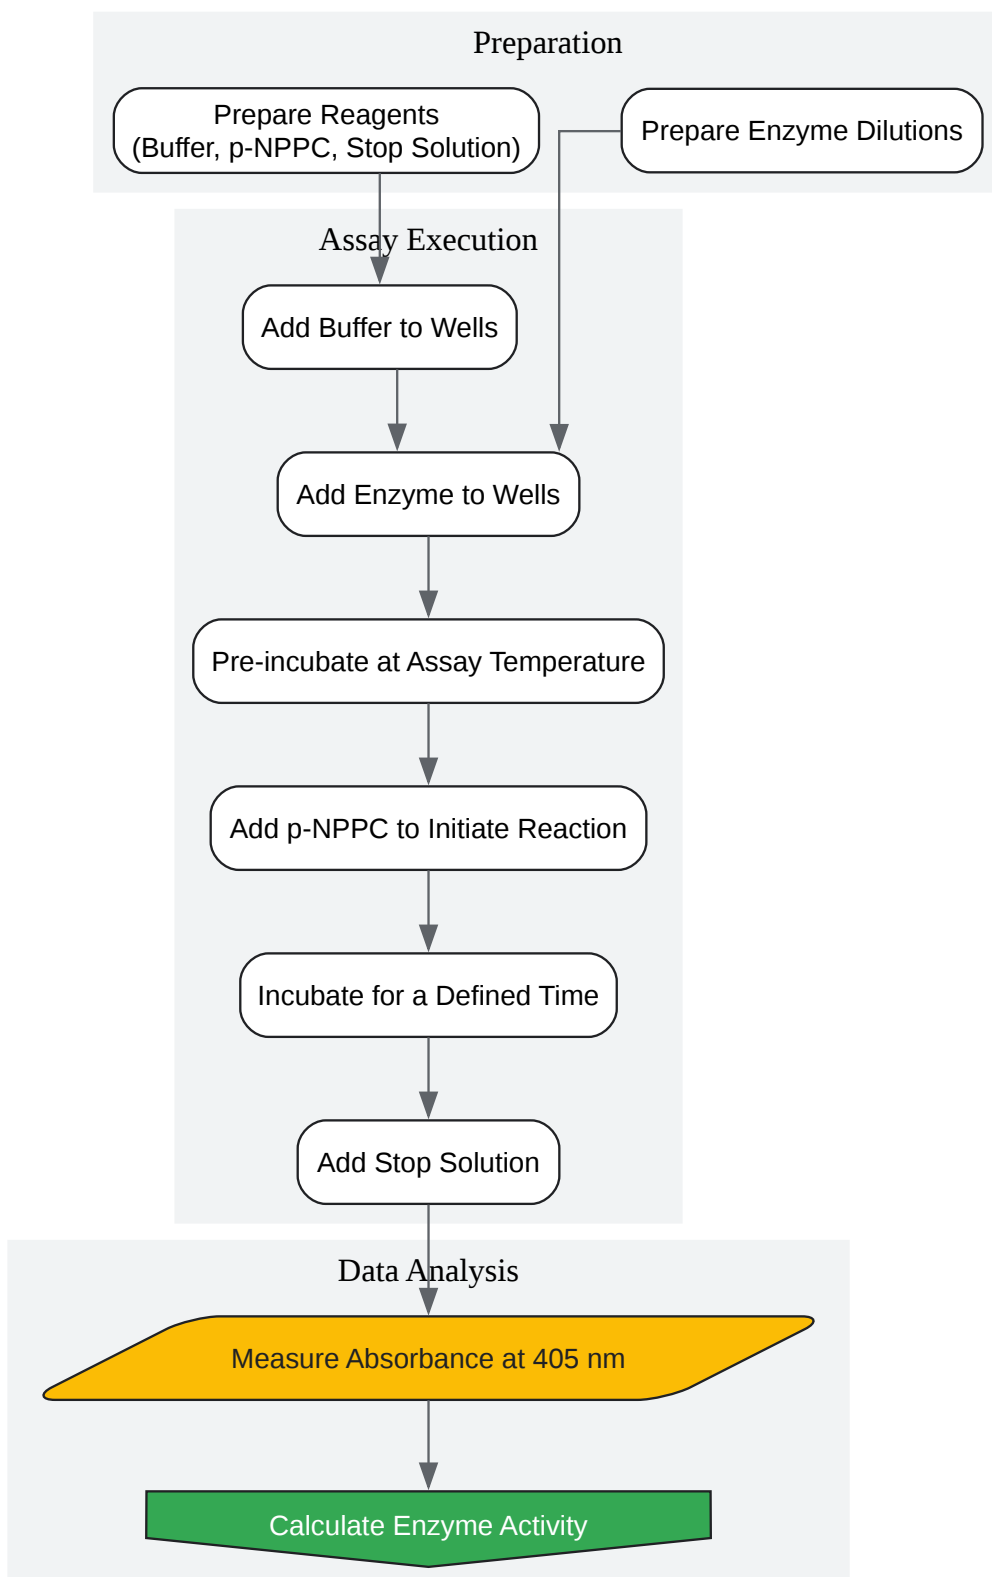 Preparation
Prepare Reagents
(Buffer, p-NPPC, Stop Solution)
Prepare Enzyme Dilutions
Assay Execution
Add Buffer to Wells
Add Enzyme to Wells
Pre-incubate at Assay Temperature
Add p-NPPC to Initiate Reaction
Incubate for a Defined Time
Add Stop Solution
Data Analysis
Measure Absorbance at 405 nm
Calculate Enzyme Activity